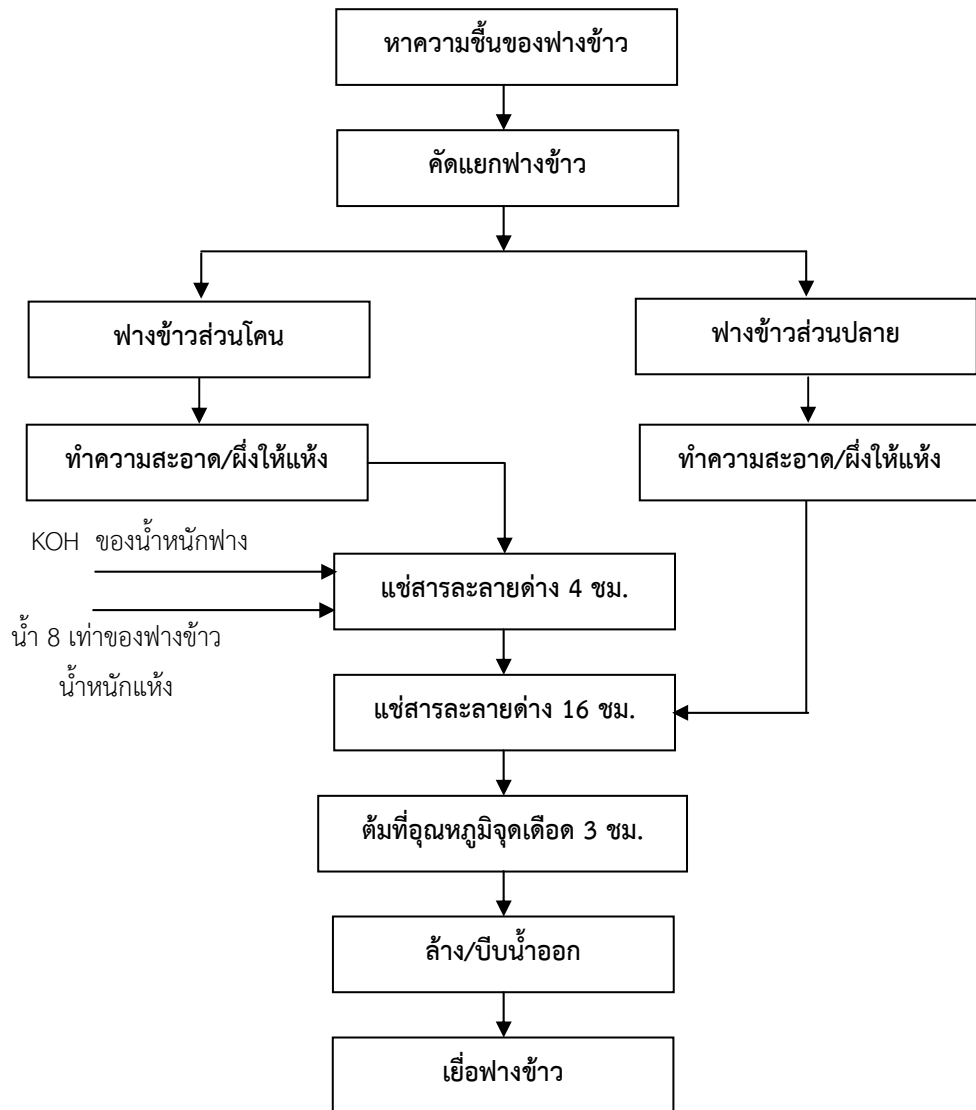 หาความชื้นของฟางข้าว
คัดแยกฟางข้าว
ฟางข้าวส่วนโคน
ฟางข้าวส่วนปลาย
ทำความสะอาด/ผึ่งให้แห้ง
ทำความสะอาด/ผึ่งให้แห้ง
KOH ของน้ำหนักฟาง
แช่สารละลายด่าง 4 ชม.
น้ำ 8 เท่าของฟางข้าว
น้ำหนักแห้ง
แช่สารละลายด่าง 16 ชม.
ต้มที่อุณหภูมิจุดเดือด 3 ชม.
ล้าง/บีบน้ำออก
เยื่อฟางข้าว